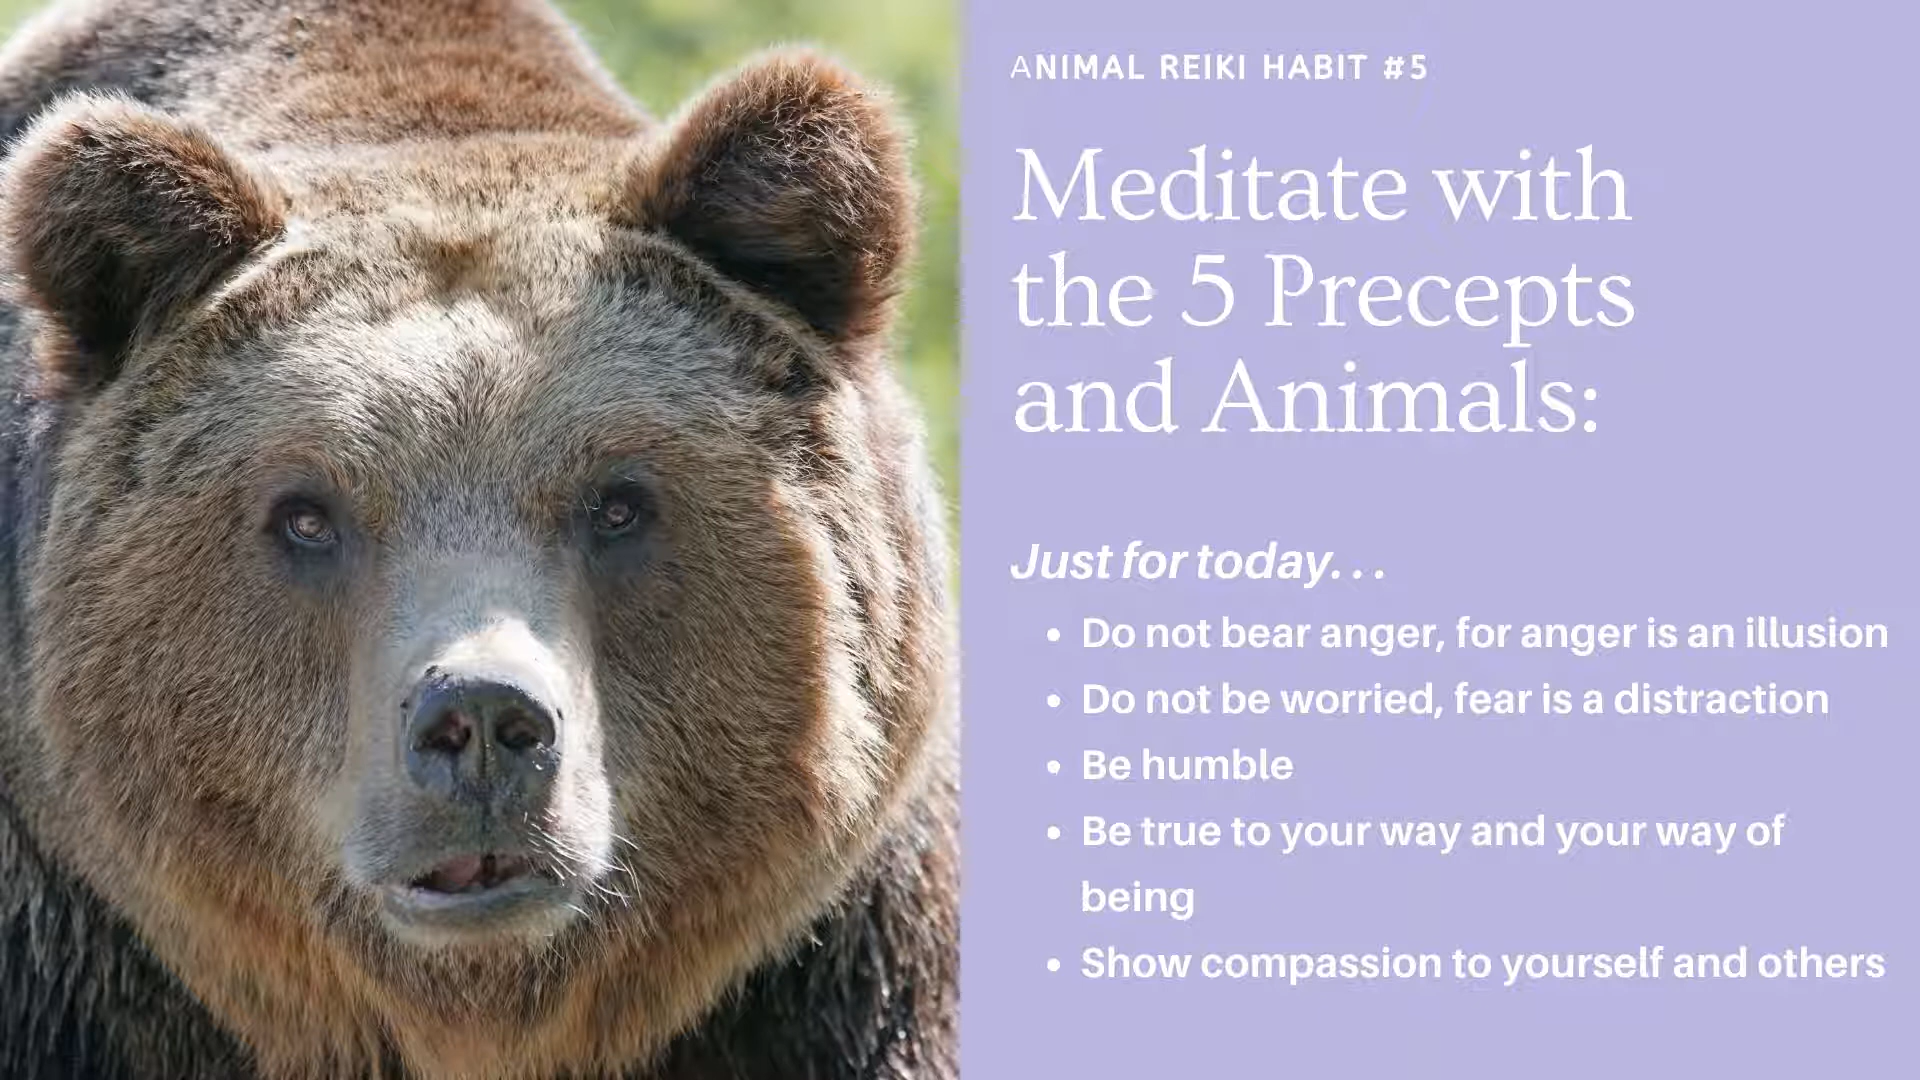 ANIMAL REIKI HABIT #5
Meditate with
the 5 Precepts
and Animals:
Just for today. . .
• Do not bear anger, for anger is an illusion
• Do not be worried, fear is a distraction
• Be humble
• Be true to your way and your way of
being
• Show compassion to yourself and others